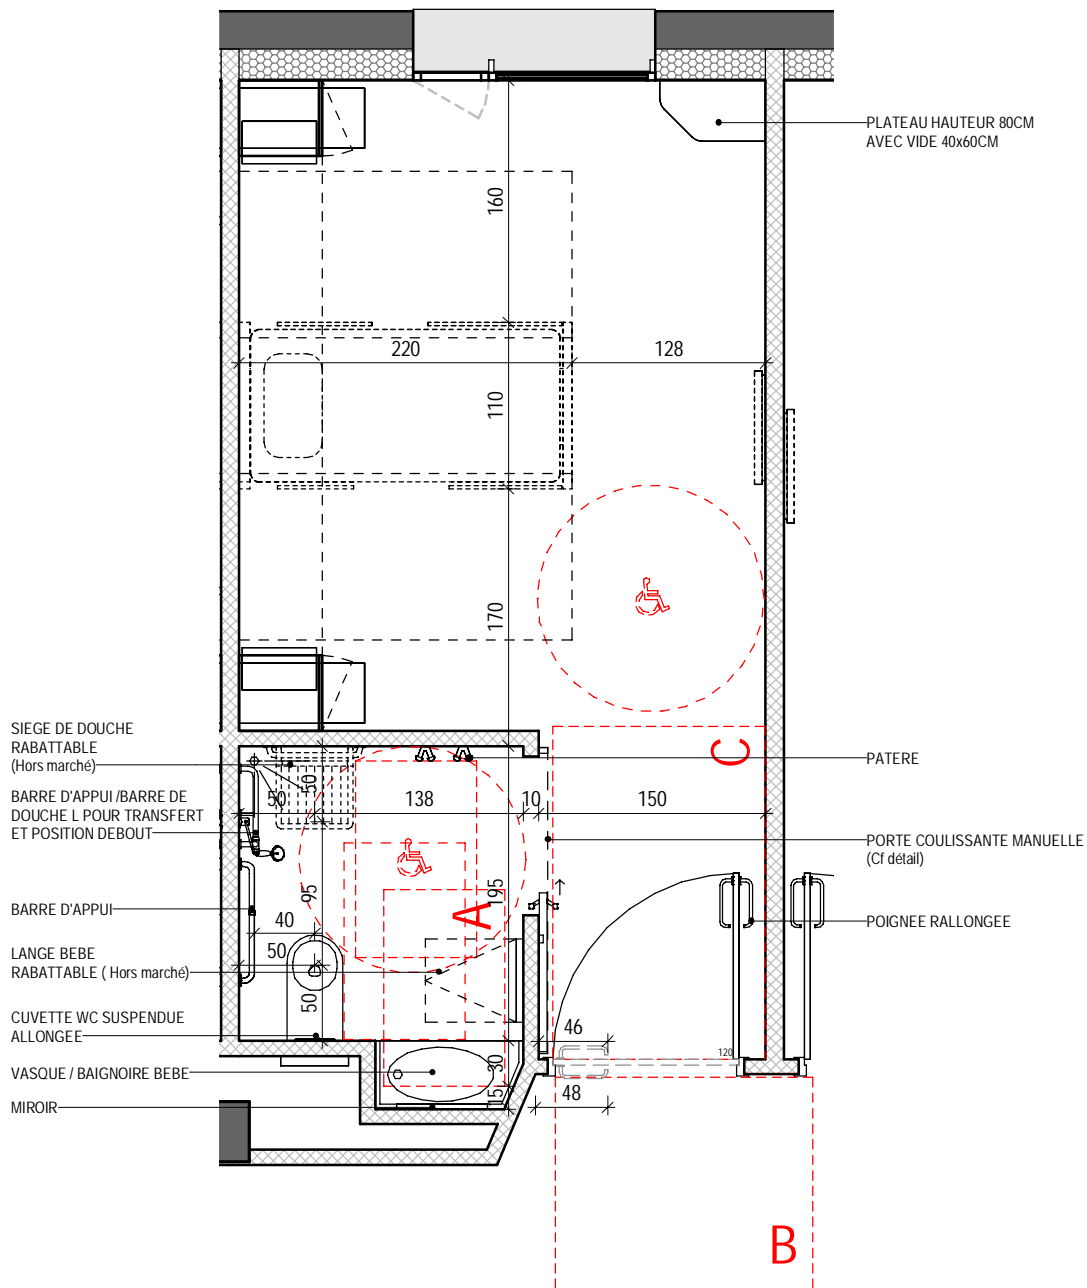 PLATEAU HAUTEUR 80CM
AVEC VIDE 40x60CM
160
220
128
110
170
SIEGE DE DOUCHE
RABATTABLE
(Hors marché)
C
PATERE
50
50
138
10
150
BARRE D'APPUI /BARRE DE
DOUCHE L POUR TRANSFERT
ET POSITION DEBOUT
PORTE COULISSANTE MANUELLE
(Cf détail)
95
195
A
BARRE D'APPUI
40
POIGNEE RALLONGEE
LANGE BEBE
RABATTABLE ( Hors marché)
50
50
CUVETTE WC SUSPENDUE
ALLONGEE
46
120
30
VASQUE / BAIGNOIRE BEBE
15
48
MIROIR
B